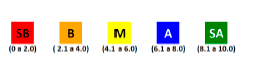 SB B M A SA
(0 a 2.0) ( 2.1 a 4.0) (4.1 a 6.0) (6.1 a 8.0) (8.1 a 10.0)